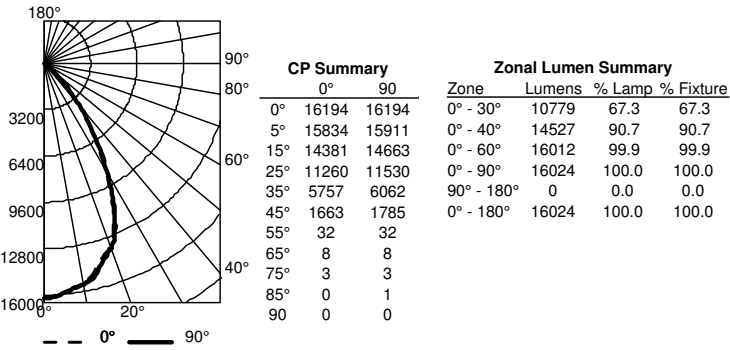 180°
90°
80°
3200
60°
6400
9600
12800
40°
16000
0°
20°
0° 90°
CP Summary
0° 90
0° 16194 16194
5° 15834 15911
15° 14381 14663
25° 11260 11530
35° 5757 6062
45° 1663 1785
55° 32 32
65° 8 8
75° 3 3
85° 0 1
90 0 0
Zonal Lumen Summary
Zone Lumens % Lamp % Fixture
0° - 30° 10779 67.3 67.3
0° - 40° 14527 90.7 90.7
0° - 60° 16012 99.9 99.9
0° - 90° 16024 100.0 100.0
90° - 180° 0 0.0 0.0
0° - 180° 16024 100.0 100.0